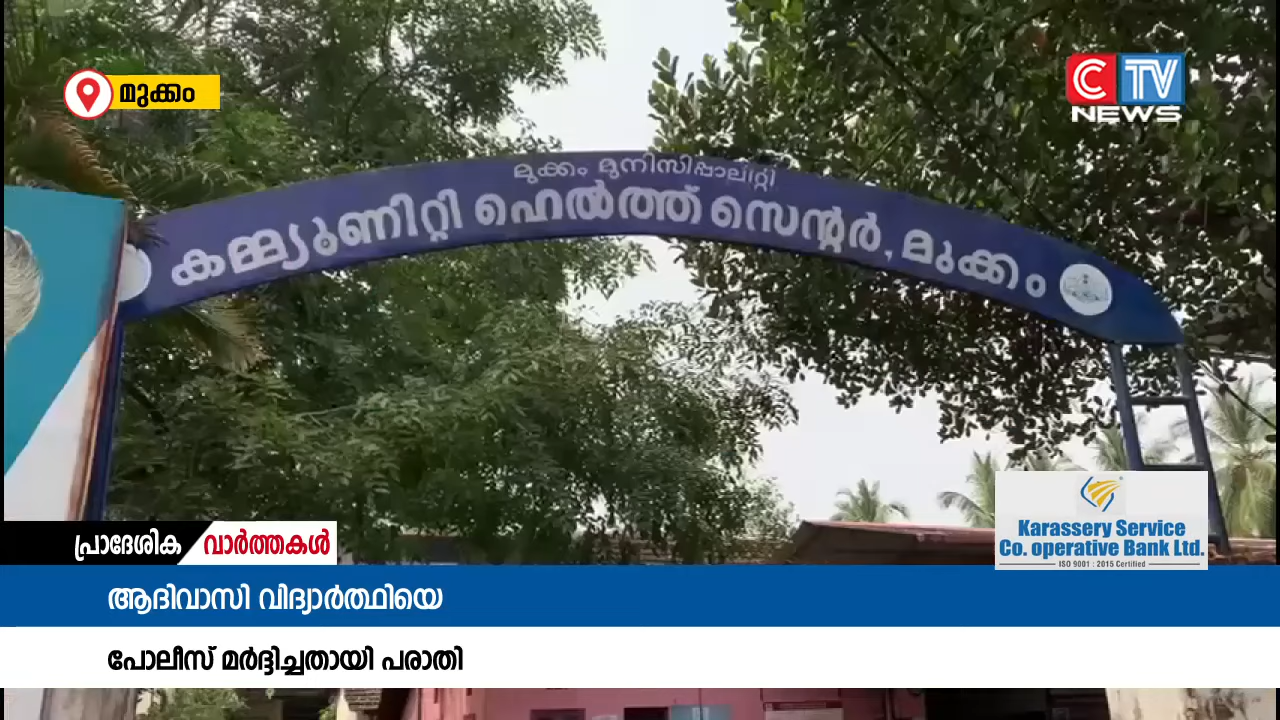 മുക്കം
CTV
NEWS
മുക്കം മുനിസിപ്പാലിറ്റി
കമ്മ്യൂണിറ്റി ഹെൽത്ത് സെന്റർ, മുക്കം
Karassery Service
Co. operative Bank Ltd.
ISO 9001 : 2015 Certified
പ്രാദേശിക വാർത്തകൾ
ആദിവാസി വിദ്യാർത്ഥിയെ
പോലീസ് മർദ്ദിച്ചതായി പരാതി